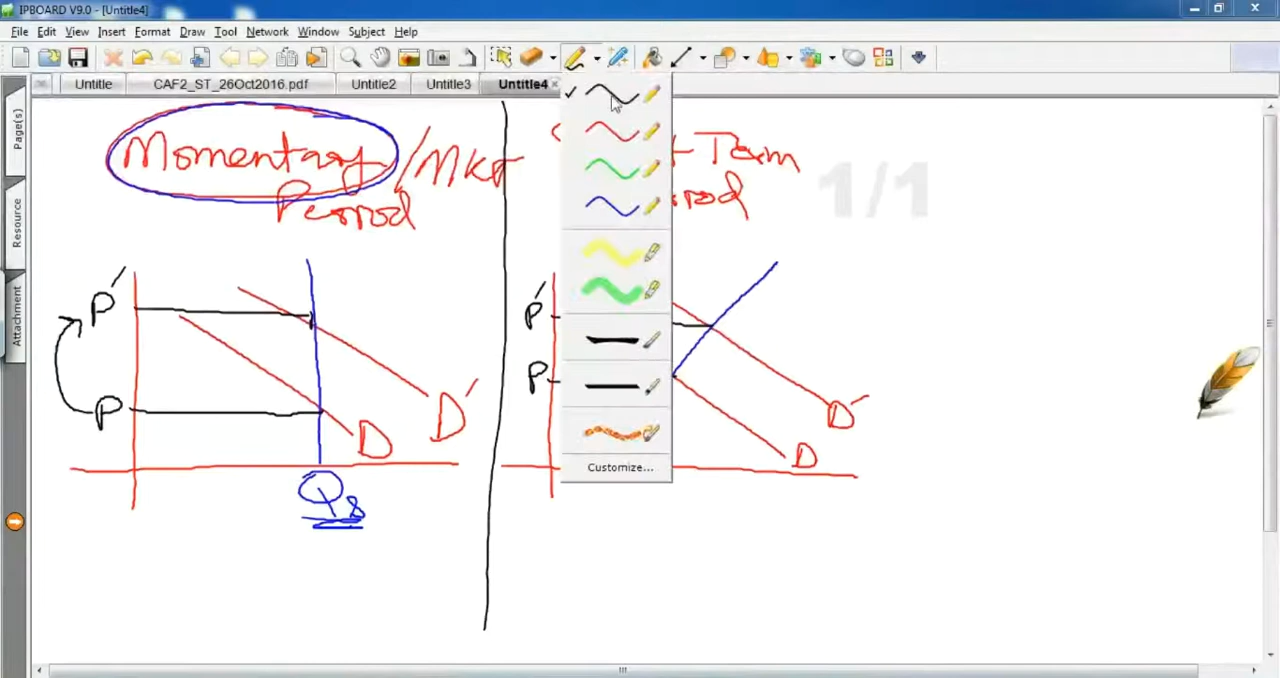 IPBOARD V9.0 - [Untitle4]
File Edit View Insert Format Draw Tool Network Window Subject Help
Untitle CAF2_ST_26Oct2016.pdf Untitle2 Untitle3 Untitle4
Page(s)
Resource
Attachment
Momentary /Mkt
Period
Term
1/1
P′
P
D
D′
Qs
P′
P
D′
D
Customize...